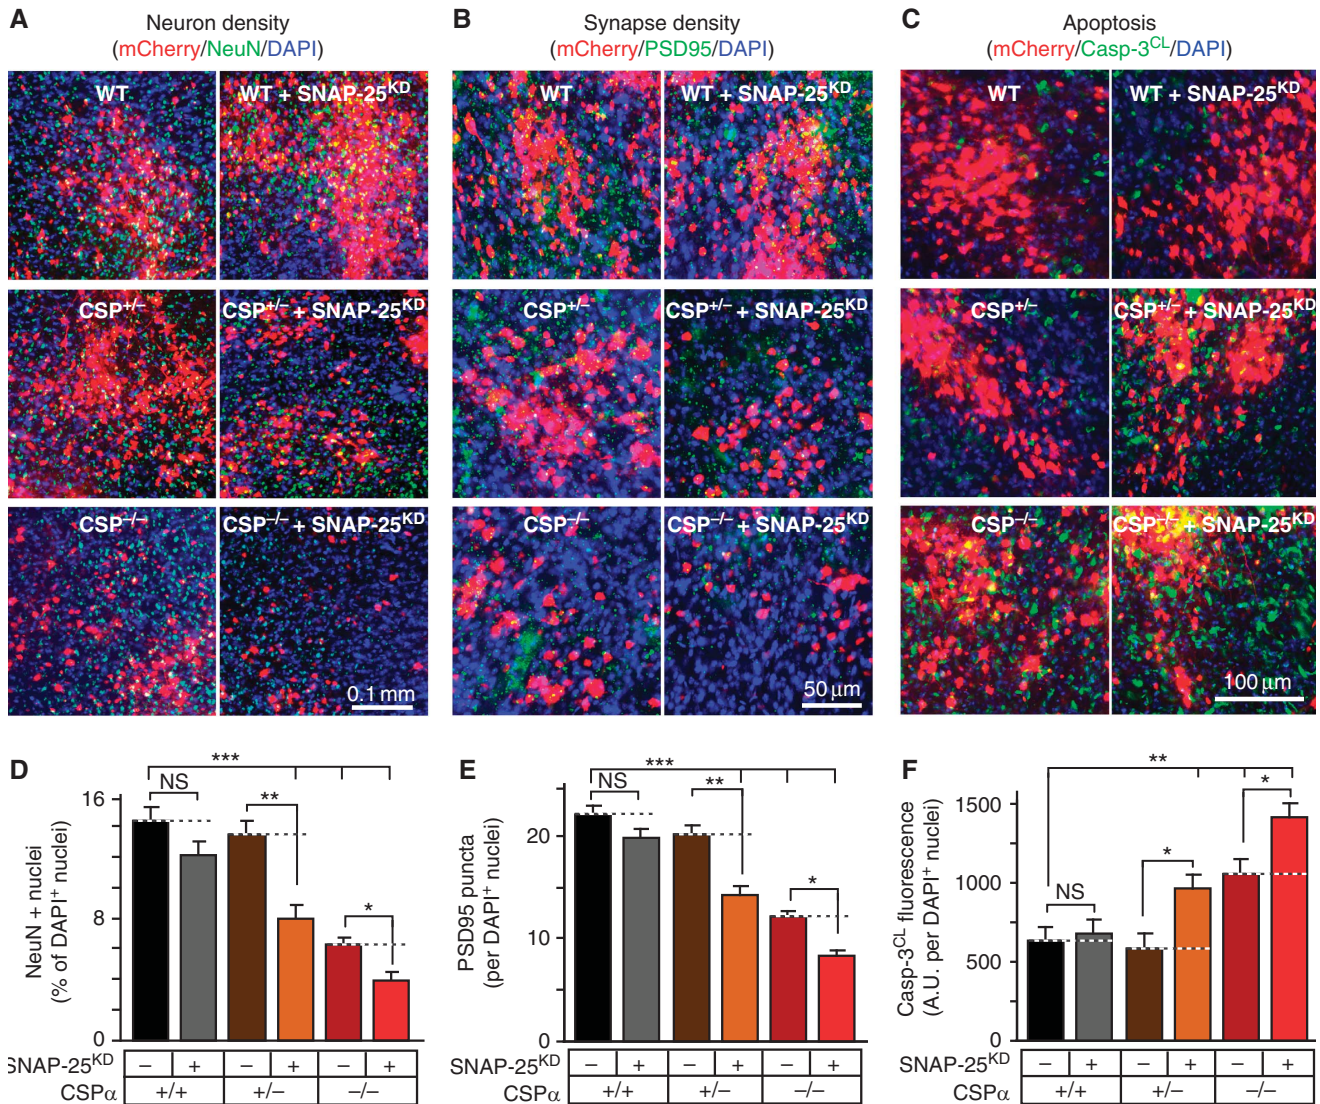 A
Neuron density
(mCherry/NeuN/DAPI)
WT
WT + SNAP-25KD
CSP+/–
CSP+/– + SNAP-25KD
CSP–/–
CSP–/– + SNAP-25KD
0.1 mm
B
Synapse density
(mCherry/PSD95/DAPI)
WT
WT + SNAP-25KD
CSP+/–
CSP+/– + SNAP-25KD
CSP–/–
CSP–/– + SNAP-25KD
50 μm
C
Apoptosis
(mCherry/Casp-3CL/DAPI)
WT
WT + SNAP-25KD
CSP+/–
CSP+/– + SNAP-25KD
CSP–/–
CSP–/– + SNAP-25KD
100 μm
D
NeuN + nuclei
(% of DAPI+ nuclei)
16
8
0
***
NS
**
*
SNAP-25KD – + – + – +
CSPα +/+ +/– –/–
E
PSD95 puncta
(per DAPI+ nuclei)
20
10
0
***
NS
**
*
SNAP-25KD – + – + – +
CSPα +/+ +/– –/–
F
Casp-3CL fluorescence
(A.U. per DAPI+ nuclei)
1500
1000
500
0
**
*
*
NS
SNAP-25KD – + – + – +
CSPα +/+ +/– –/–